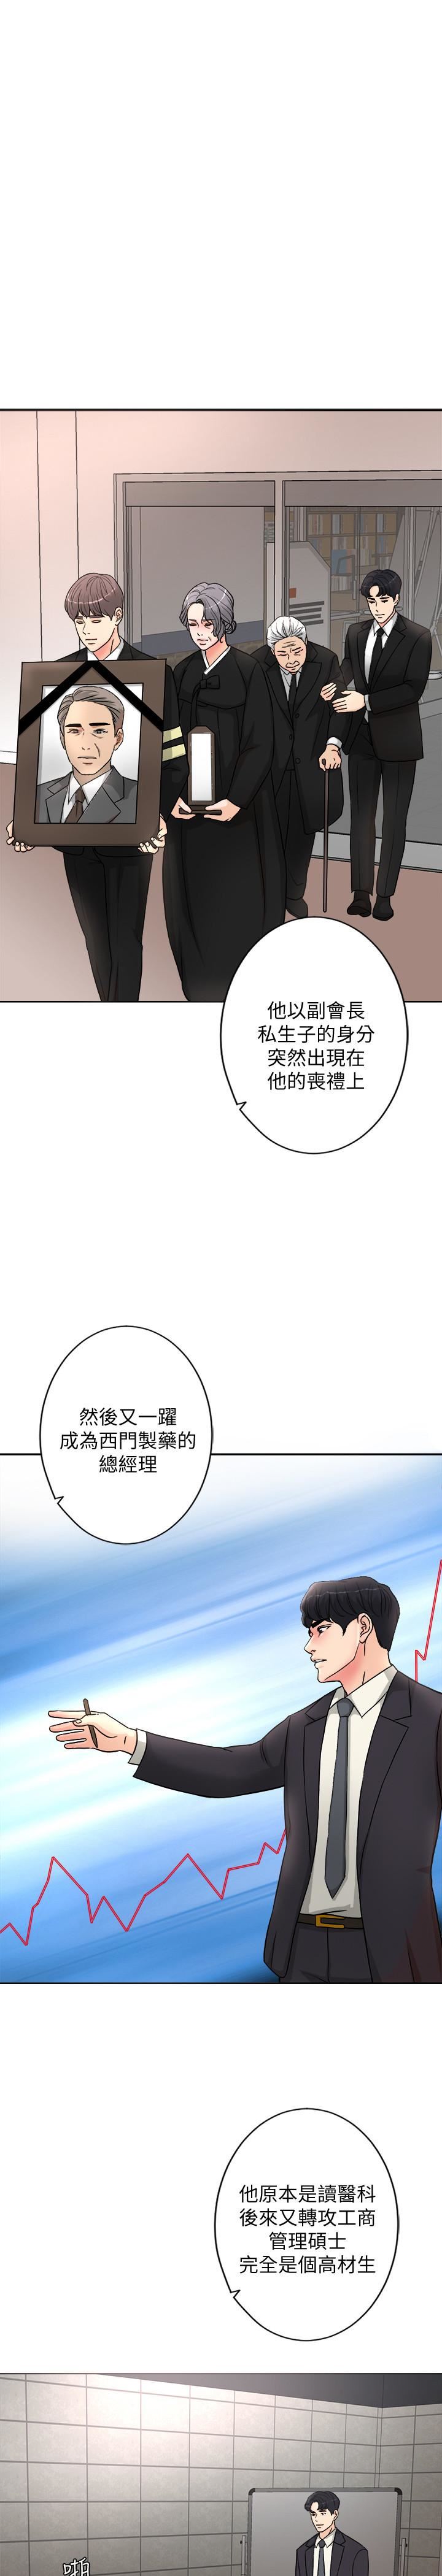 他以副會長
私生子的身分
突然出現在
他的喪禮上
然後又一躍
成為西門製藥的
總經理
他原本是讀醫科
後來又轉攻工商
管理碩士
完全是個高材生
啪